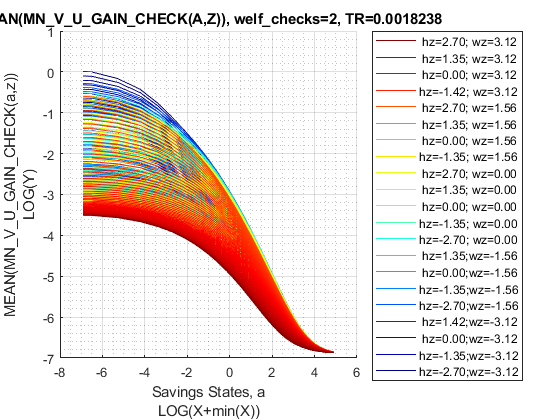 AN(MN_V_U_GAIN_CHECK(A,Z)), welf_checks=2, TR=0.0018238
MEAN(MN_V_U_GAIN_CHECK(a,z))
LOG(Y)
1
0
-1
-2
-3
-4
-5
-6
-7
-8
-6
-4
-2
0
2
4
6
Savings States, a
LOG(X+min(X))
hz=2.70; wz=3.12
hz=1.35; wz=3.12
hz=0.00; wz=3.12
hz=-1.42; wz=3.12
hz=2.70; wz=1.56
hz=1.35; wz=1.56
hz=0.00; wz=1.56
hz=-1.35; wz=1.56
hz=2.70; wz=0.00
hz=1.35; wz=0.00
hz=0.00; wz=0.00
hz=-1.35; wz=0.00
hz=-2.70; wz=0.00
hz=1.35;wz=-1.56
hz=0.00;wz=-1.56
hz=-1.35;wz=-1.56
hz=-2.70;wz=-1.56
hz=1.42;wz=-3.12
hz=0.00;wz=-3.12
hz=-1.35;wz=-3.12
hz=-2.70;wz=-3.12